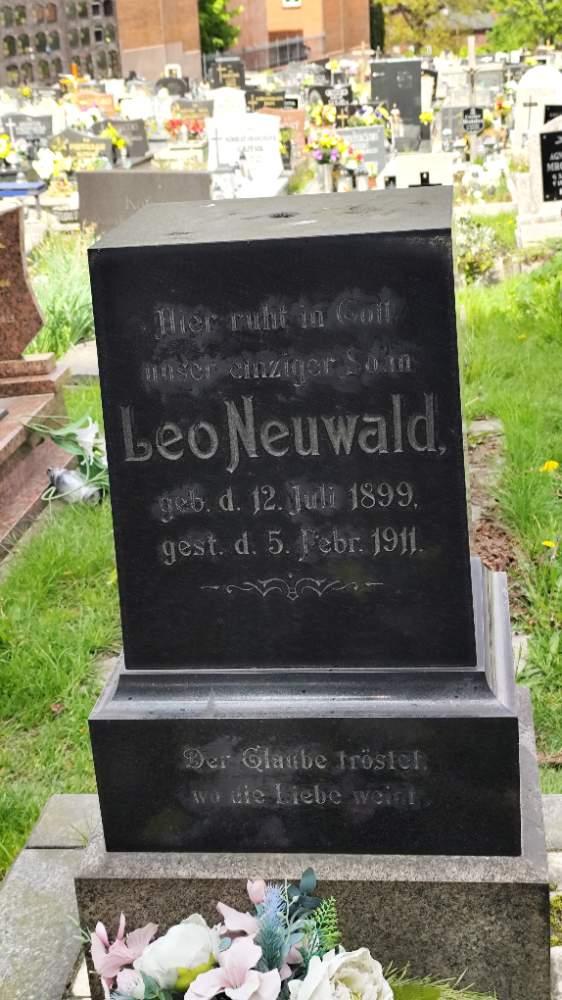 Hier ruht in Gott
unser einziger Sohn
Leo Neuwald,
geb. d. 12. Juli 1899,
gest. d. 5. Febr. 1911.
Der Glaube tröstet,
wo die Liebe weint.